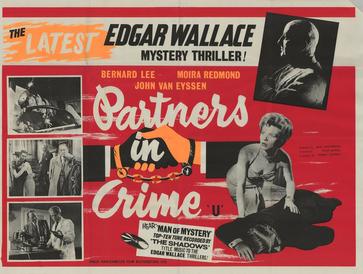 THE LATEST EDGAR WALLACE
MYSTERY THRILLER!
BERNARD LEE MOIRA REDMOND
JOHN VAN EYSSEN
Partners
in
Crime
'U'
HEAR "MAN OF MYSTERY"
TOP-TEN TUNE RECORDED BY
"THE SHADOWS"
TITLE MUSIC TO THE
EDGAR WALLACE THRILLERS!